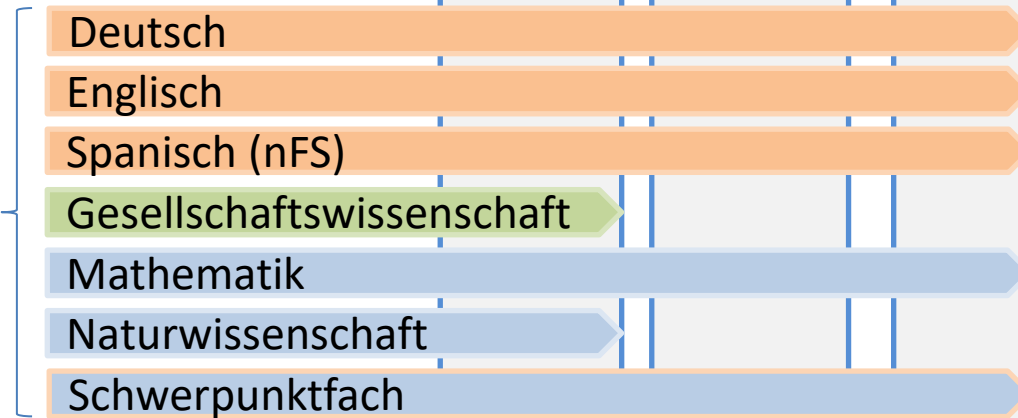 Deutsch
Englisch
Spanisch (nFS)
Gesellschaftswissenschaft
Mathematik
Naturwissenschaft
Schwerpunktfach